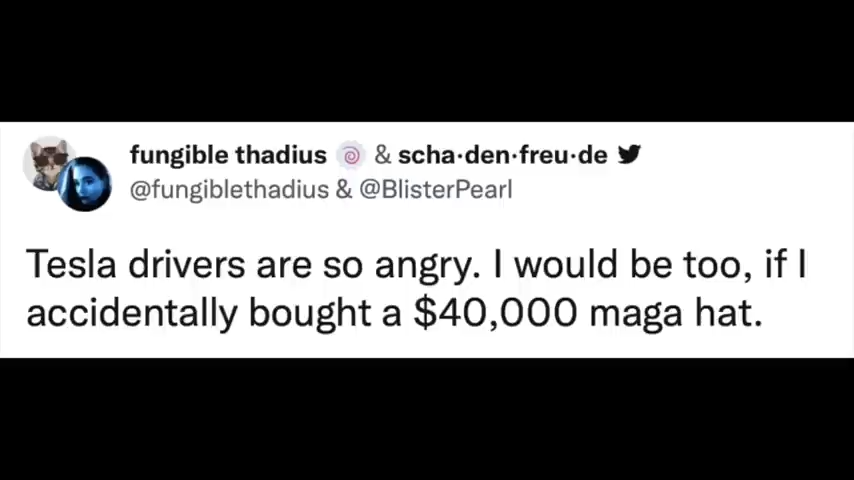 fungible thadius 🍥 & scha·den·freu·de
@fungiblethadius & @BlisterPearl
Tesla drivers are so angry. I would be too, if I
accidentally bought a $40,000 maga hat.